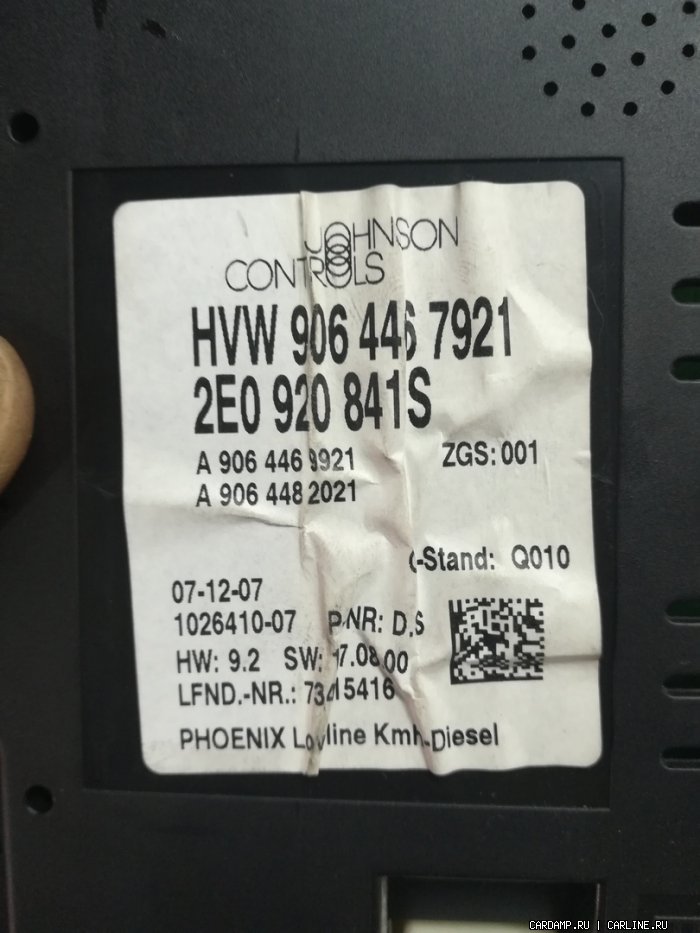 JOHNSON
CONTROLS
HVW 906 446 7921
2E0 920 841S
A 906 446 9921 ZGS: 001
A 906 448 2021
-Stand: Q010
07-12-07
1026410-07 P-NR: D.S
HW: 9.2 SW: 17.08.00
LFND.-NR.:
PHOENIX Lowline Kmh-Diesel
CARDAMP.RU | CARLINE.RU